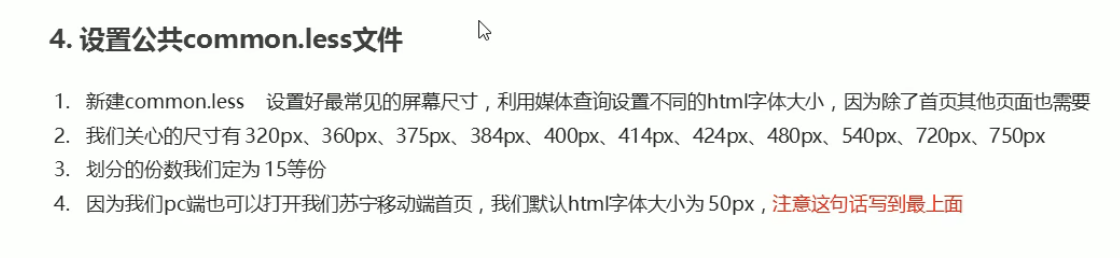 4. 设置公共common.less文件
1. 新建common.less 设置好最常见的屏幕尺寸，利用媒体查询设置不同的html字体大小，因为除了首页其他页面也需要
2. 我们关心的尺寸有 320px、360px、375px、384px、400px、414px、424px、480px、540px、720px、750px
3. 划分的份数我们定为 15等份
4. 因为我们pc端也可以打开我们苏宁移动端首页，我们默认html字体大小为 50px，注意这句话写到最上面